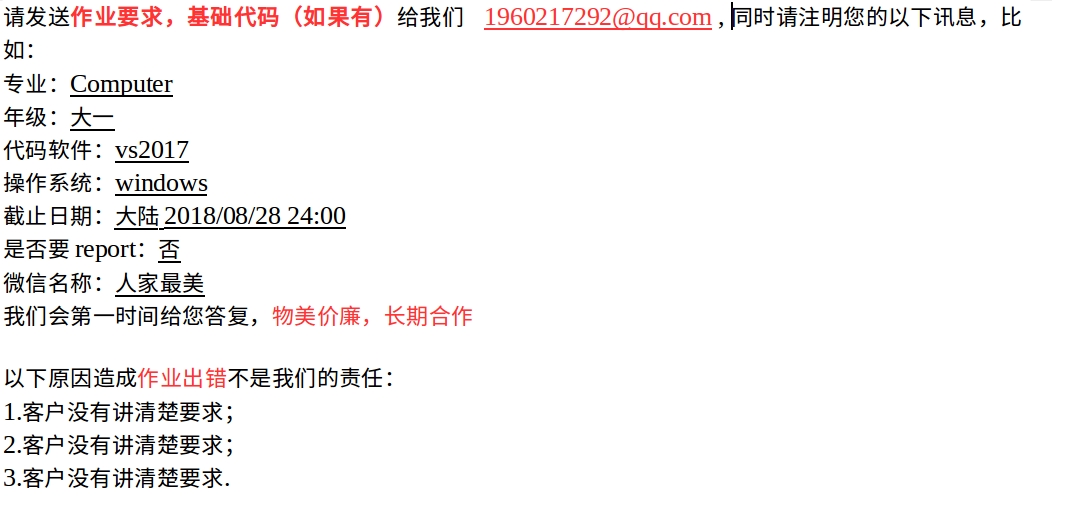 请发送作业要求，基础代码（如果有）给我们 1960217292@qq.com , 同时请注明您的以下讯息，比
如：
专业：Computer
年级：大一
代码软件：vs2017
操作系统：windows
截止日期：大陆 2018/08/28 24:00
是否要 report：否
微信名称：人家最美
我们会第一时间给您答复，物美价廉，长期合作
以下原因造成作业出错不是我们的责任：
1.客户没有讲清楚要求；
2.客户没有讲清楚要求；
3.客户没有讲清楚要求.